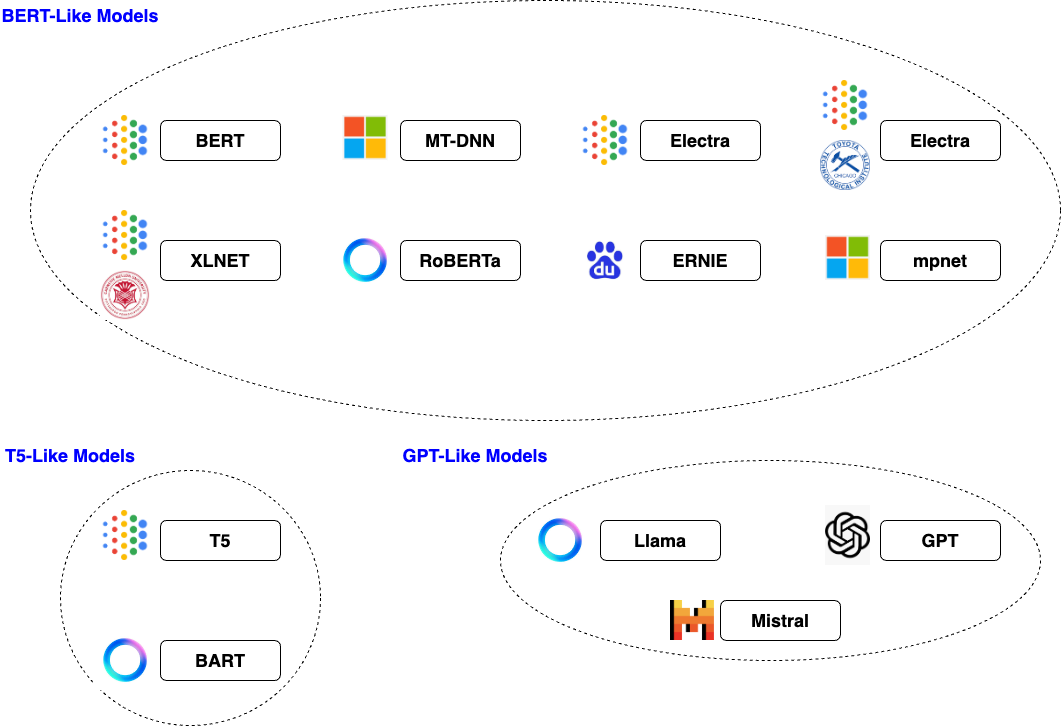 BERT-Like Models
BERT
MT-DNN
Electra
Electra
TOYOTA TECHNOLOGICAL INSTITUTE
CHICAGO
XLNET
RoBERTa
du
ERNIE
mpnet
T5-Like Models
GPT-Like Models
T5
Llama
GPT
Mistral
BART